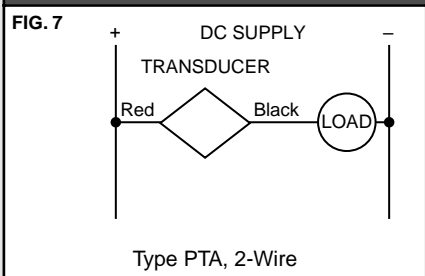 FIG. 7
+ DC SUPPLY –
TRANSDUCER
Red Black
LOAD
Type PTA, 2-Wire